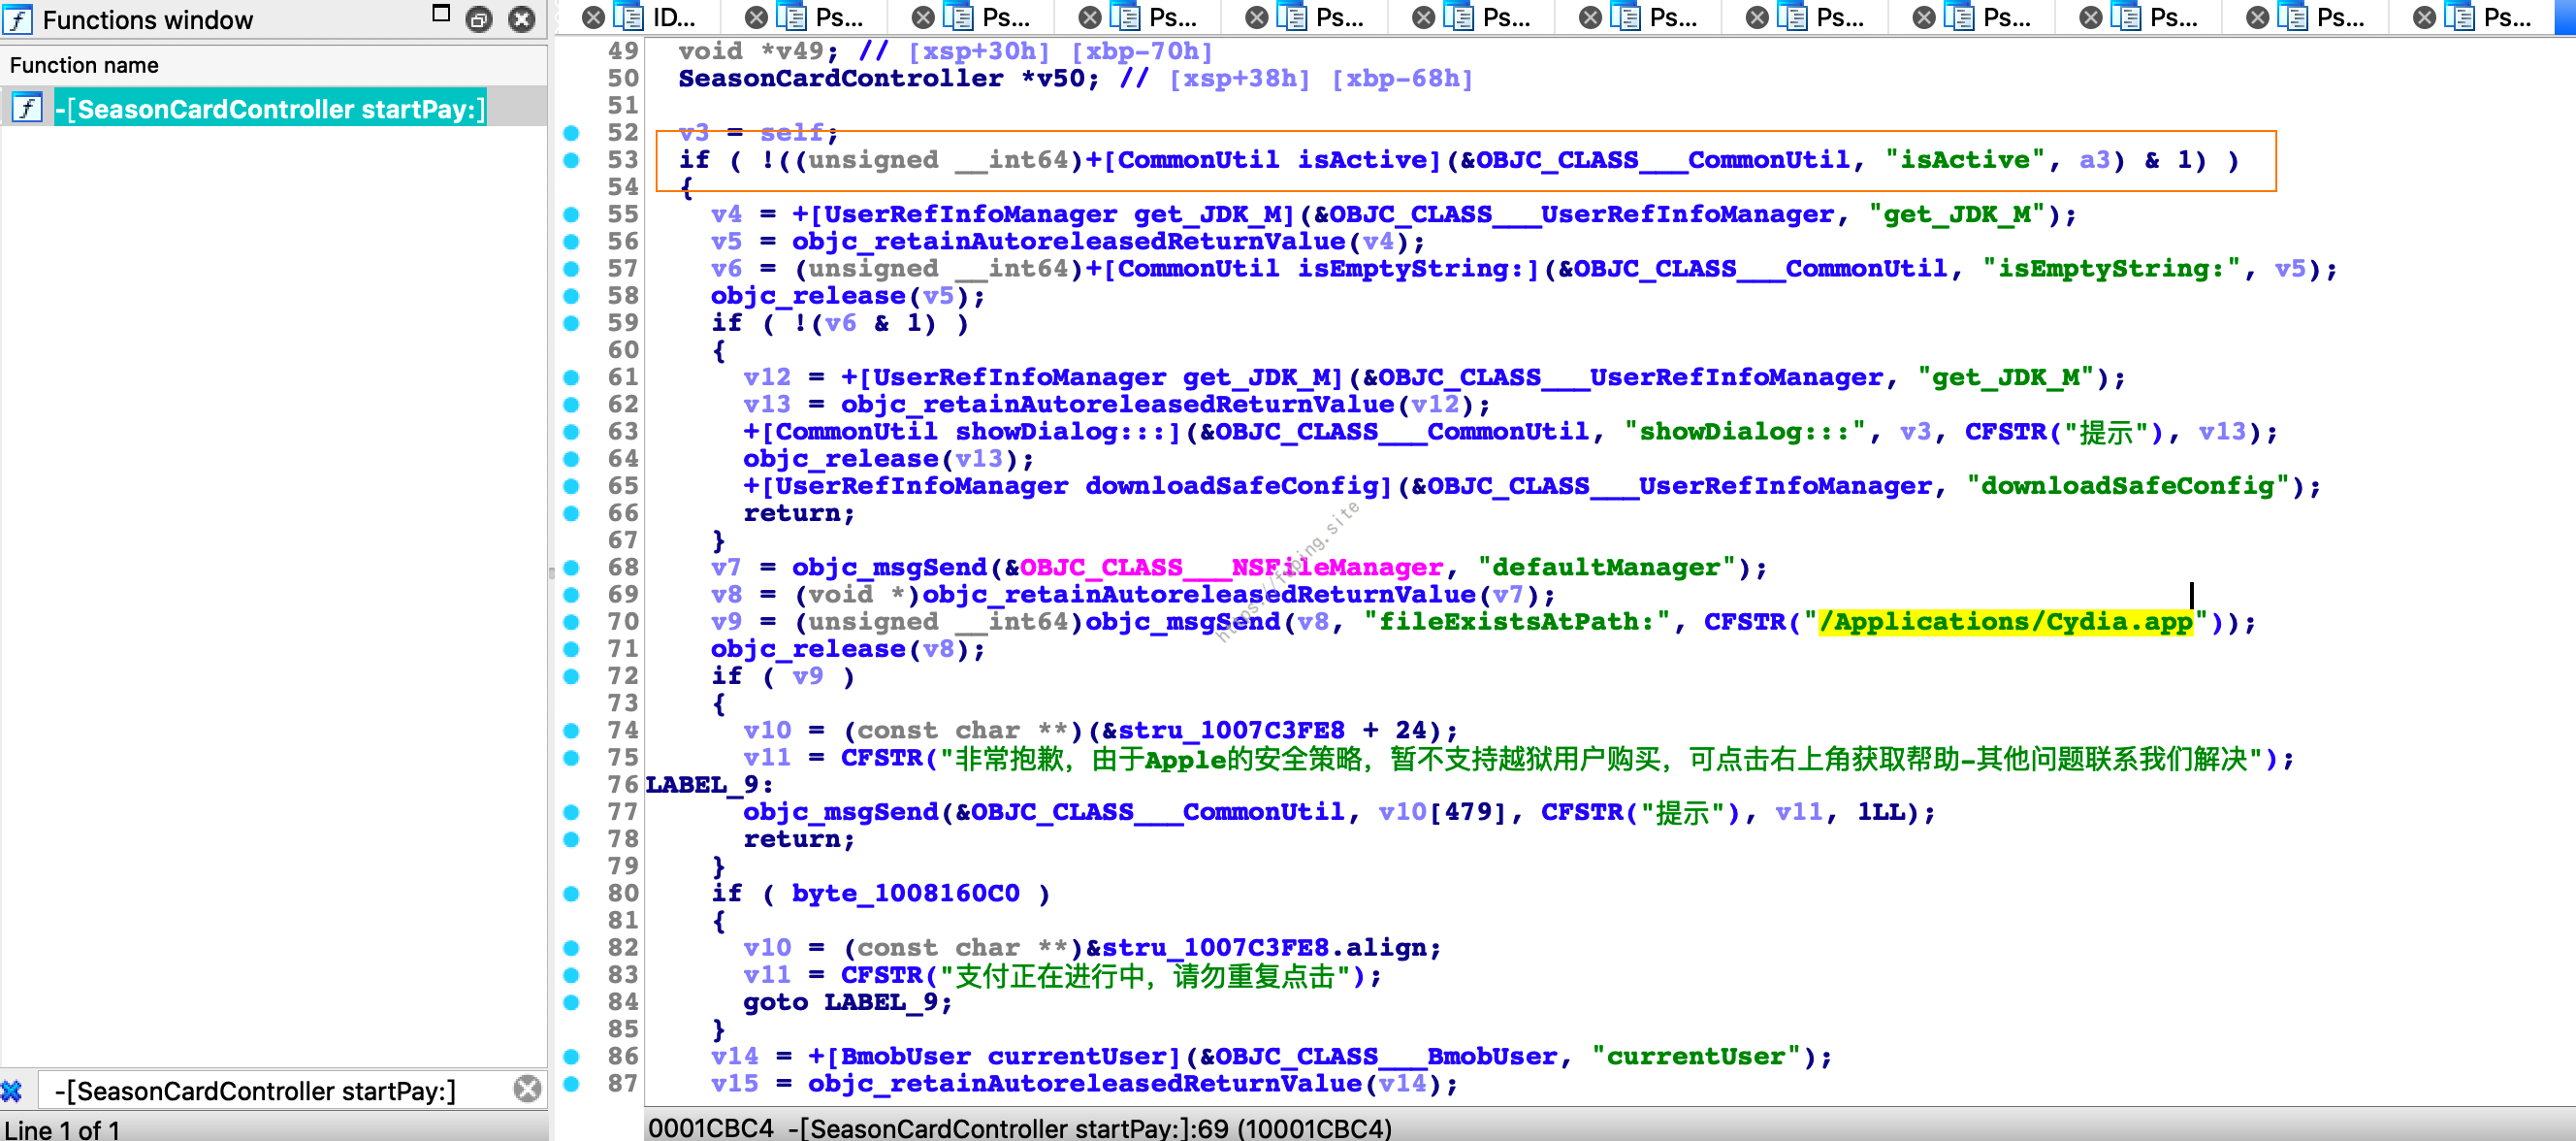 Functions window
Function name
-[SeasonCardController startPay:]
-[SeasonCardController startPay:]
Line 1 of 1
ID... Ps... Ps... Ps... Ps... Ps... Ps... Ps... Ps... Ps... Ps... Ps...
49 void *v49; // [xsp+30h] [xbp-70h]
50 SeasonCardController *v50; // [xsp+38h] [xbp-68h]
51
52 v3 = self;
53 if ( !((unsigned __int64)+[CommonUtil isActive](&OBJC_CLASS___CommonUtil, "isActive", a3) & 1) )
54 {
55 v4 = +[UserRefInfoManager get_JDK_M](&OBJC_CLASS___UserRefInfoManager, "get_JDK_M");
56 v5 = objc_retainAutoreleasedReturnValue(v4);
57 v6 = (unsigned __int64)+[CommonUtil isEmptyString:](&OBJC_CLASS___CommonUtil, "isEmptyString:", v5);
58 objc_release(v5);
59 if ( !(v6 & 1) )
60 {
61 v12 = +[UserRefInfoManager get_JDK_M](&OBJC_CLASS___UserRefInfoManager, "get_JDK_M");
62 v13 = objc_retainAutoreleasedReturnValue(v12);
63 +[CommonUtil showDialog:::](&OBJC_CLASS___CommonUtil, "showDialog:::", v3, CFSTR("提示"), v13);
64 objc_release(v13);
65 +[UserRefInfoManager downloadSafeConfig](&OBJC_CLASS___UserRefInfoManager, "downloadSafeConfig");
66 return;
67 }
68 v7 = objc_msgSend(&OBJC_CLASS___NSFileManager, "defaultManager");
69 v8 = (void *)objc_retainAutoreleasedReturnValue(v7);
70 v9 = (unsigned __int64)objc_msgSend(v8, "fileExistsAtPath:", CFSTR("/Applications/Cydia.app"));
71 objc_release(v8);
72 if ( v9 )
73 {
74 v10 = (const char **)(&stru_1007C3FE8 + 24);
75 v11 = CFSTR("非常抱歉，由于Apple的安全策略，暂不支持越狱用户购买，可点击右上角获取帮助-其他问题联系我们解决");
76 LABEL_9:
77 objc_msgSend(&OBJC_CLASS___CommonUtil, v10[479], CFSTR("提示"), v11, 1LL);
78 return;
79 }
80 if ( byte_1008160C0 )
81 {
82 v10 = (const char **)&stru_1007C3FE8.align;
83 v11 = CFSTR("支付正在进行中，请勿重复点击");
84 goto LABEL_9;
85 }
86 v14 = +[BmobUser currentUser](&OBJC_CLASS___BmobUser, "currentUser");
87 v15 = objc_retainAutoreleasedReturnValue(v14);
0001CBC4 -[SeasonCardController startPay:]:69 (10001CBC4)